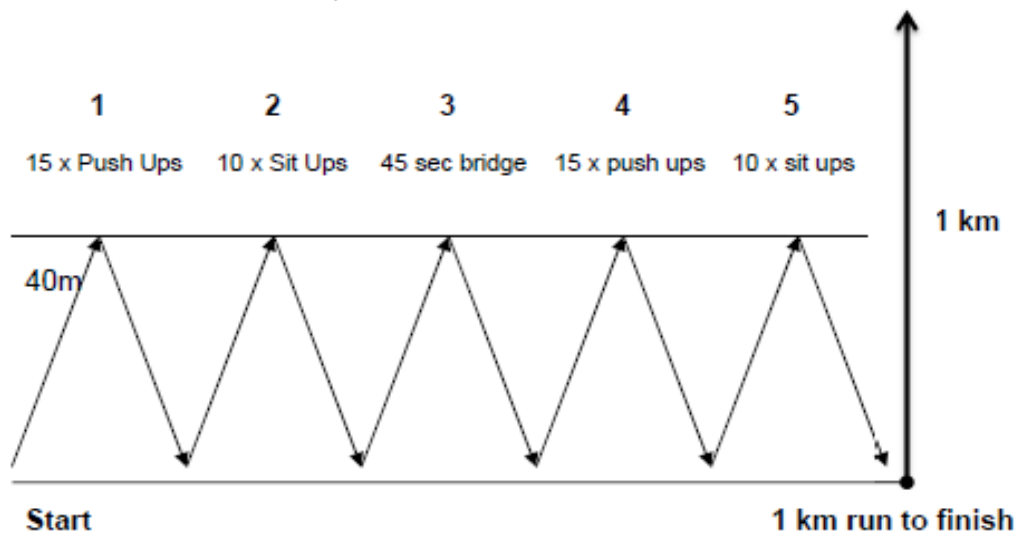 1 2 3 4 5
15 x Push Ups 10 x Sit Ups 45 sec bridge 15 x push ups 10 x sit ups
1 km
40m
Start 1 km run to finish